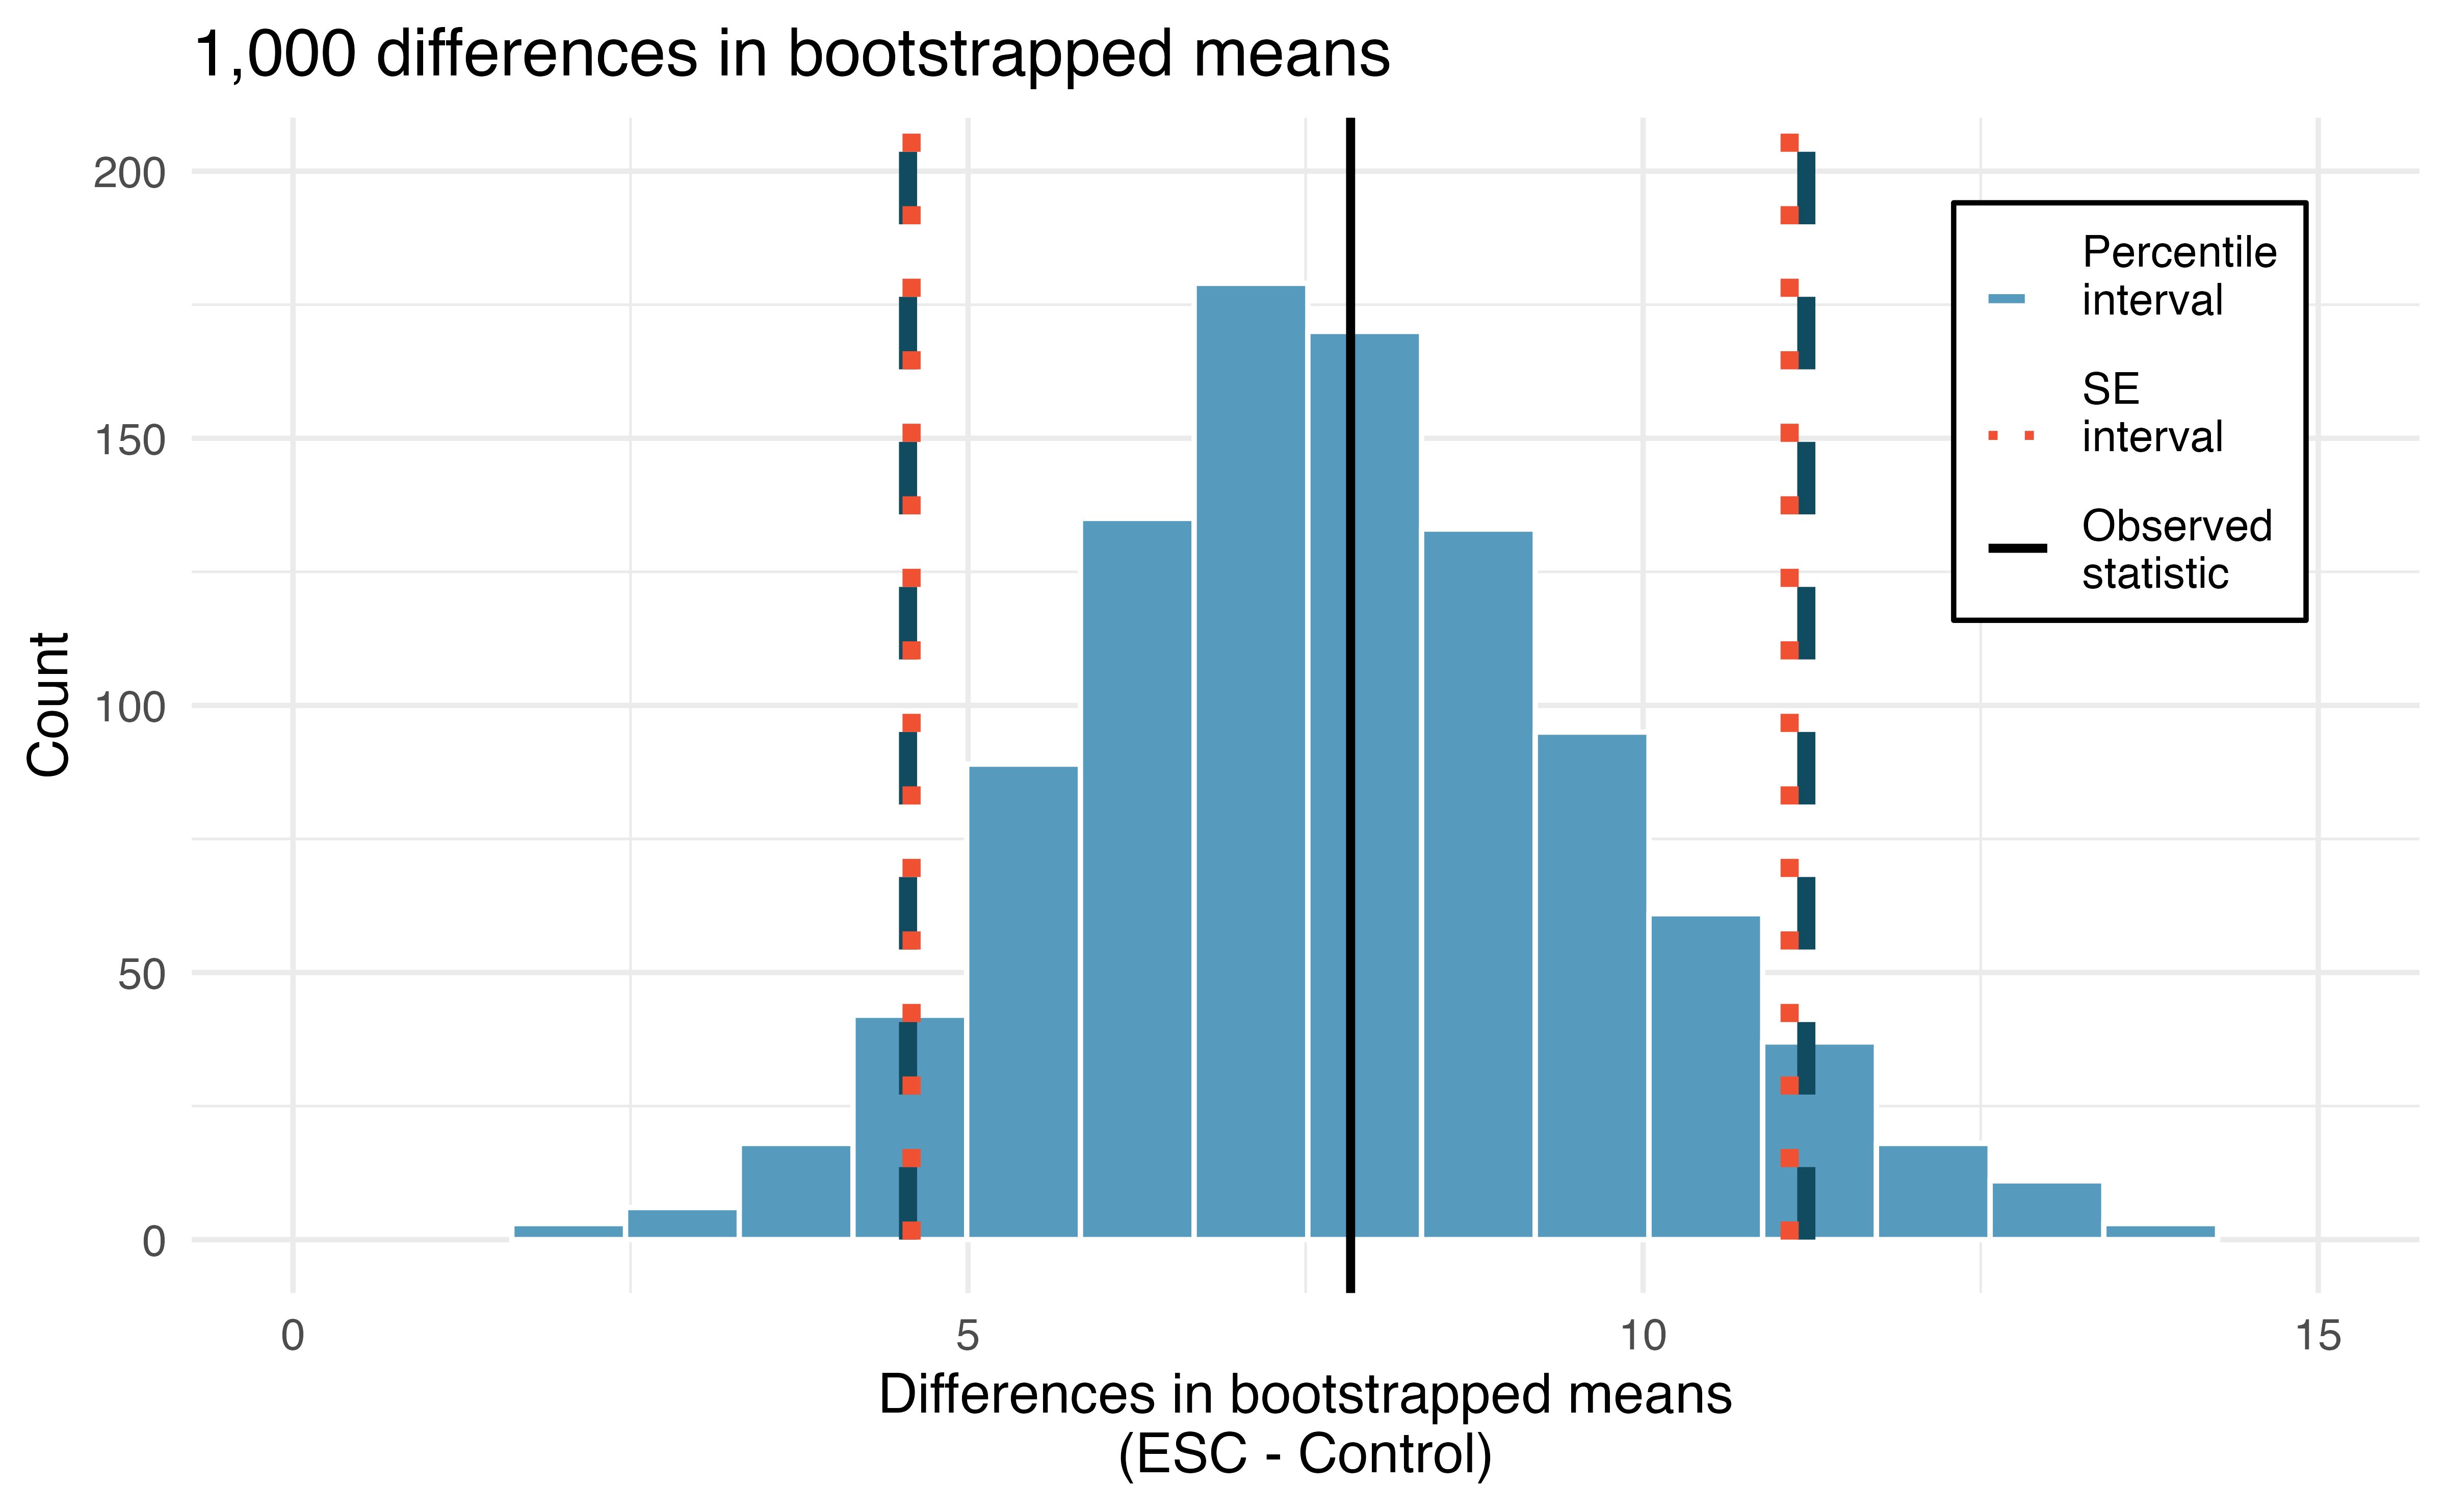 1,000 differences in bootstrapped means
200
150
100
50
0
Count
Percentile
interval
SE
interval
Observed
statistic
0
5
10
15
Differences in bootstrapped means
(ESC - Control)